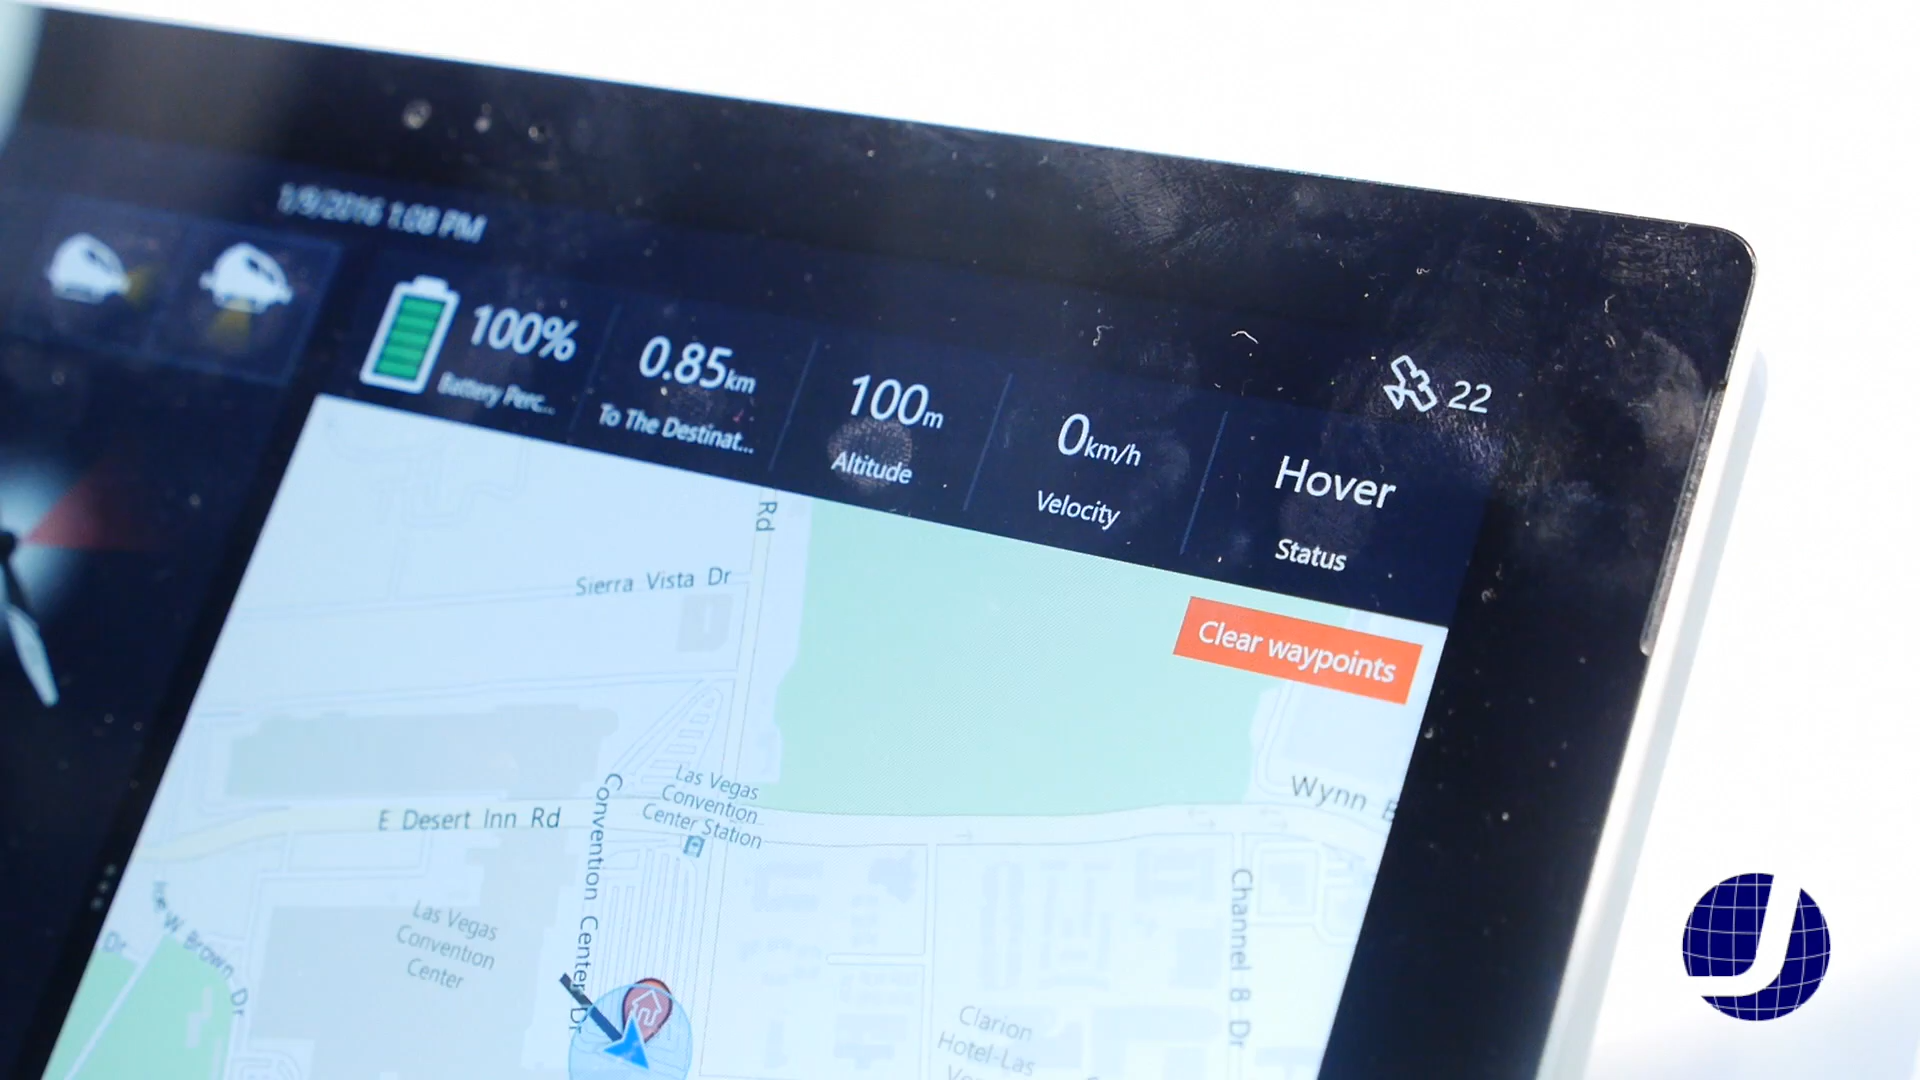 1/9/2016 1:08 PM
22
100%
Battery Perc...
0.85km
To The Destinat...
100m
Altitude
0km/h
Velocity
Hover
Status
Clear waypoints
Rd
Sierra Vista Dr
Las Vegas
Convention
Center Station
Wynn B
E Desert Inn Rd
Convention Center Dr
Las Vegas
Convention
Center
Joe W Brown Dr
Dr
Channel 8 Dr
Clarion
Hotel-Las
J